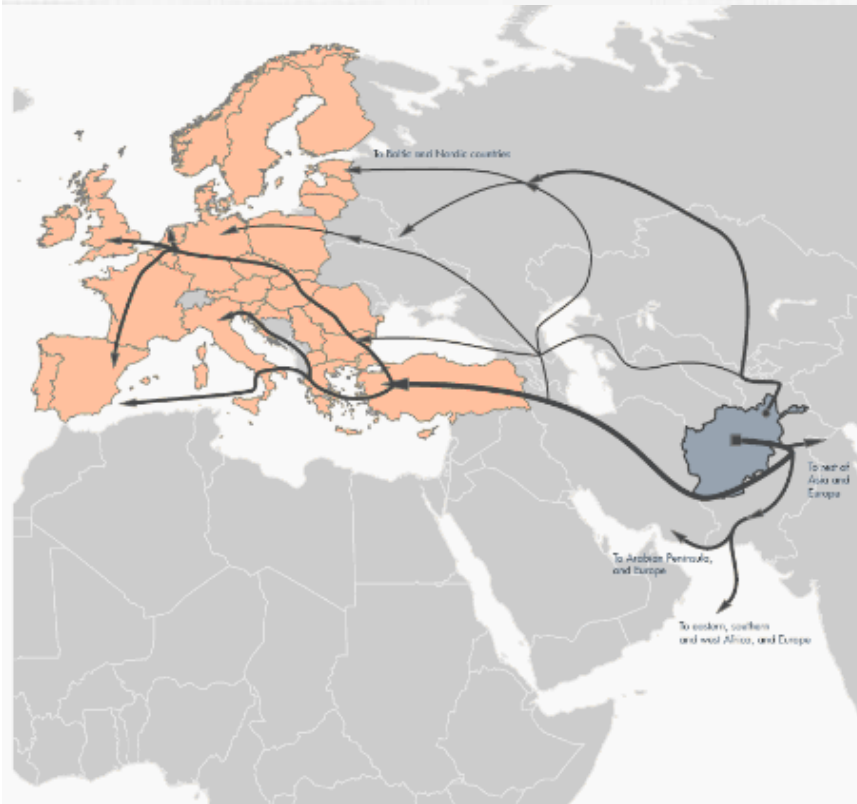 To Baltic and Nordic countries
To rest of
Asia and
Europe
To Arabian Peninsula,
and Europe
To eastern, southern
and west Africa, and Europe